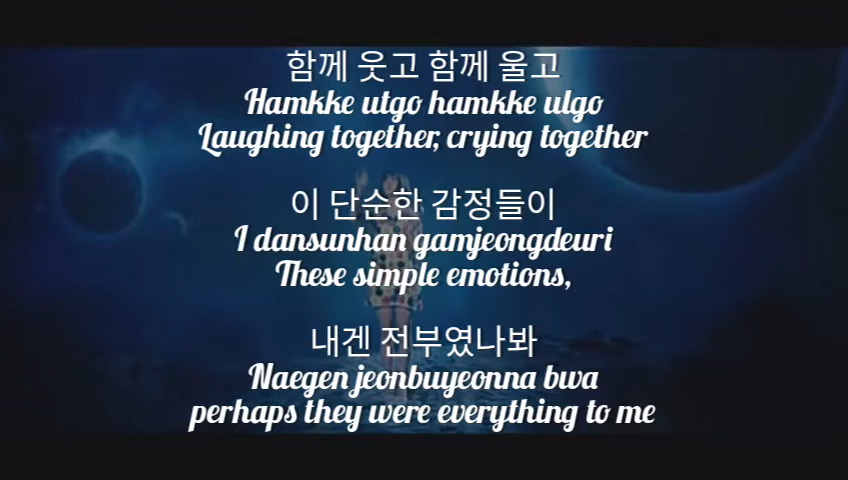 함께 웃고 함께 울고
Hamkke utgo hamkke ulgo
Laughing together, crying together
이 단순한 감정들이
I dansunhan gamjeongdeuri
These simple emotions,
내겐 전부였나봐
Naegen jeonbuyeonna bwa
perhaps they were everything to me